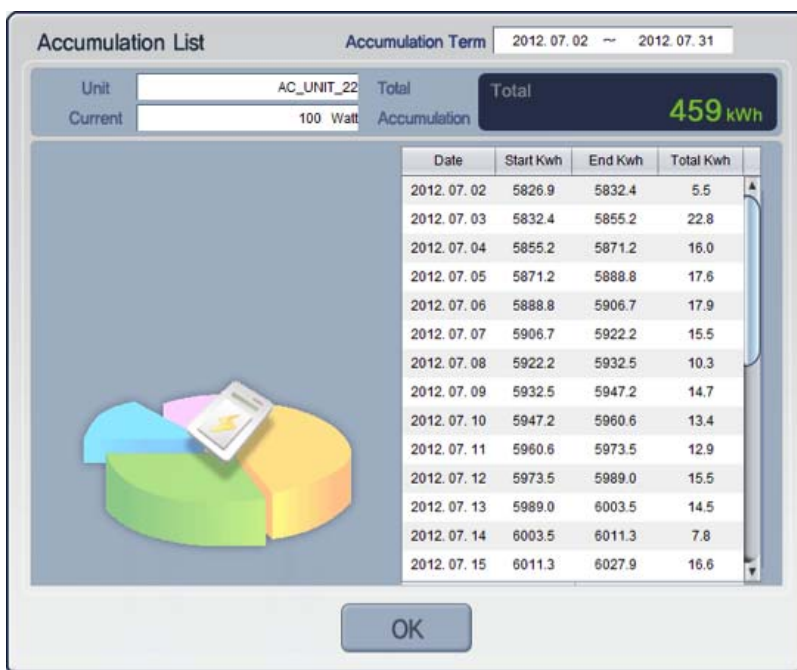 Accumulation List Accumulation Term 2012. 07. 02 ~ 2012. 07. 31
Unit AC_UNIT_22 Total Total
Current 100 Watt Accumulation 459 kWh
Date Start Kwh End Kwh Total Kwh
2012. 07. 02 5826.9 5832.4 5.5
2012. 07. 03 5832.4 5855.2 22.8
2012. 07. 04 5855.2 5871.2 16.0
2012. 07. 05 5871.2 5888.8 17.6
2012. 07. 06 5888.8 5906.7 17.9
2012. 07. 07 5906.7 5922.2 15.5
2012. 07. 08 5922.2 5932.5 10.3
2012. 07. 09 5932.5 5947.2 14.7
2012. 07. 10 5947.2 5960.6 13.4
2012. 07. 11 5960.6 5973.5 12.9
2012. 07. 12 5973.5 5989.0 15.5
2012. 07. 13 5989.0 6003.5 14.5
2012. 07. 14 6003.5 6011.3 7.8
2012. 07. 15 6011.3 6027.9 16.6
OK